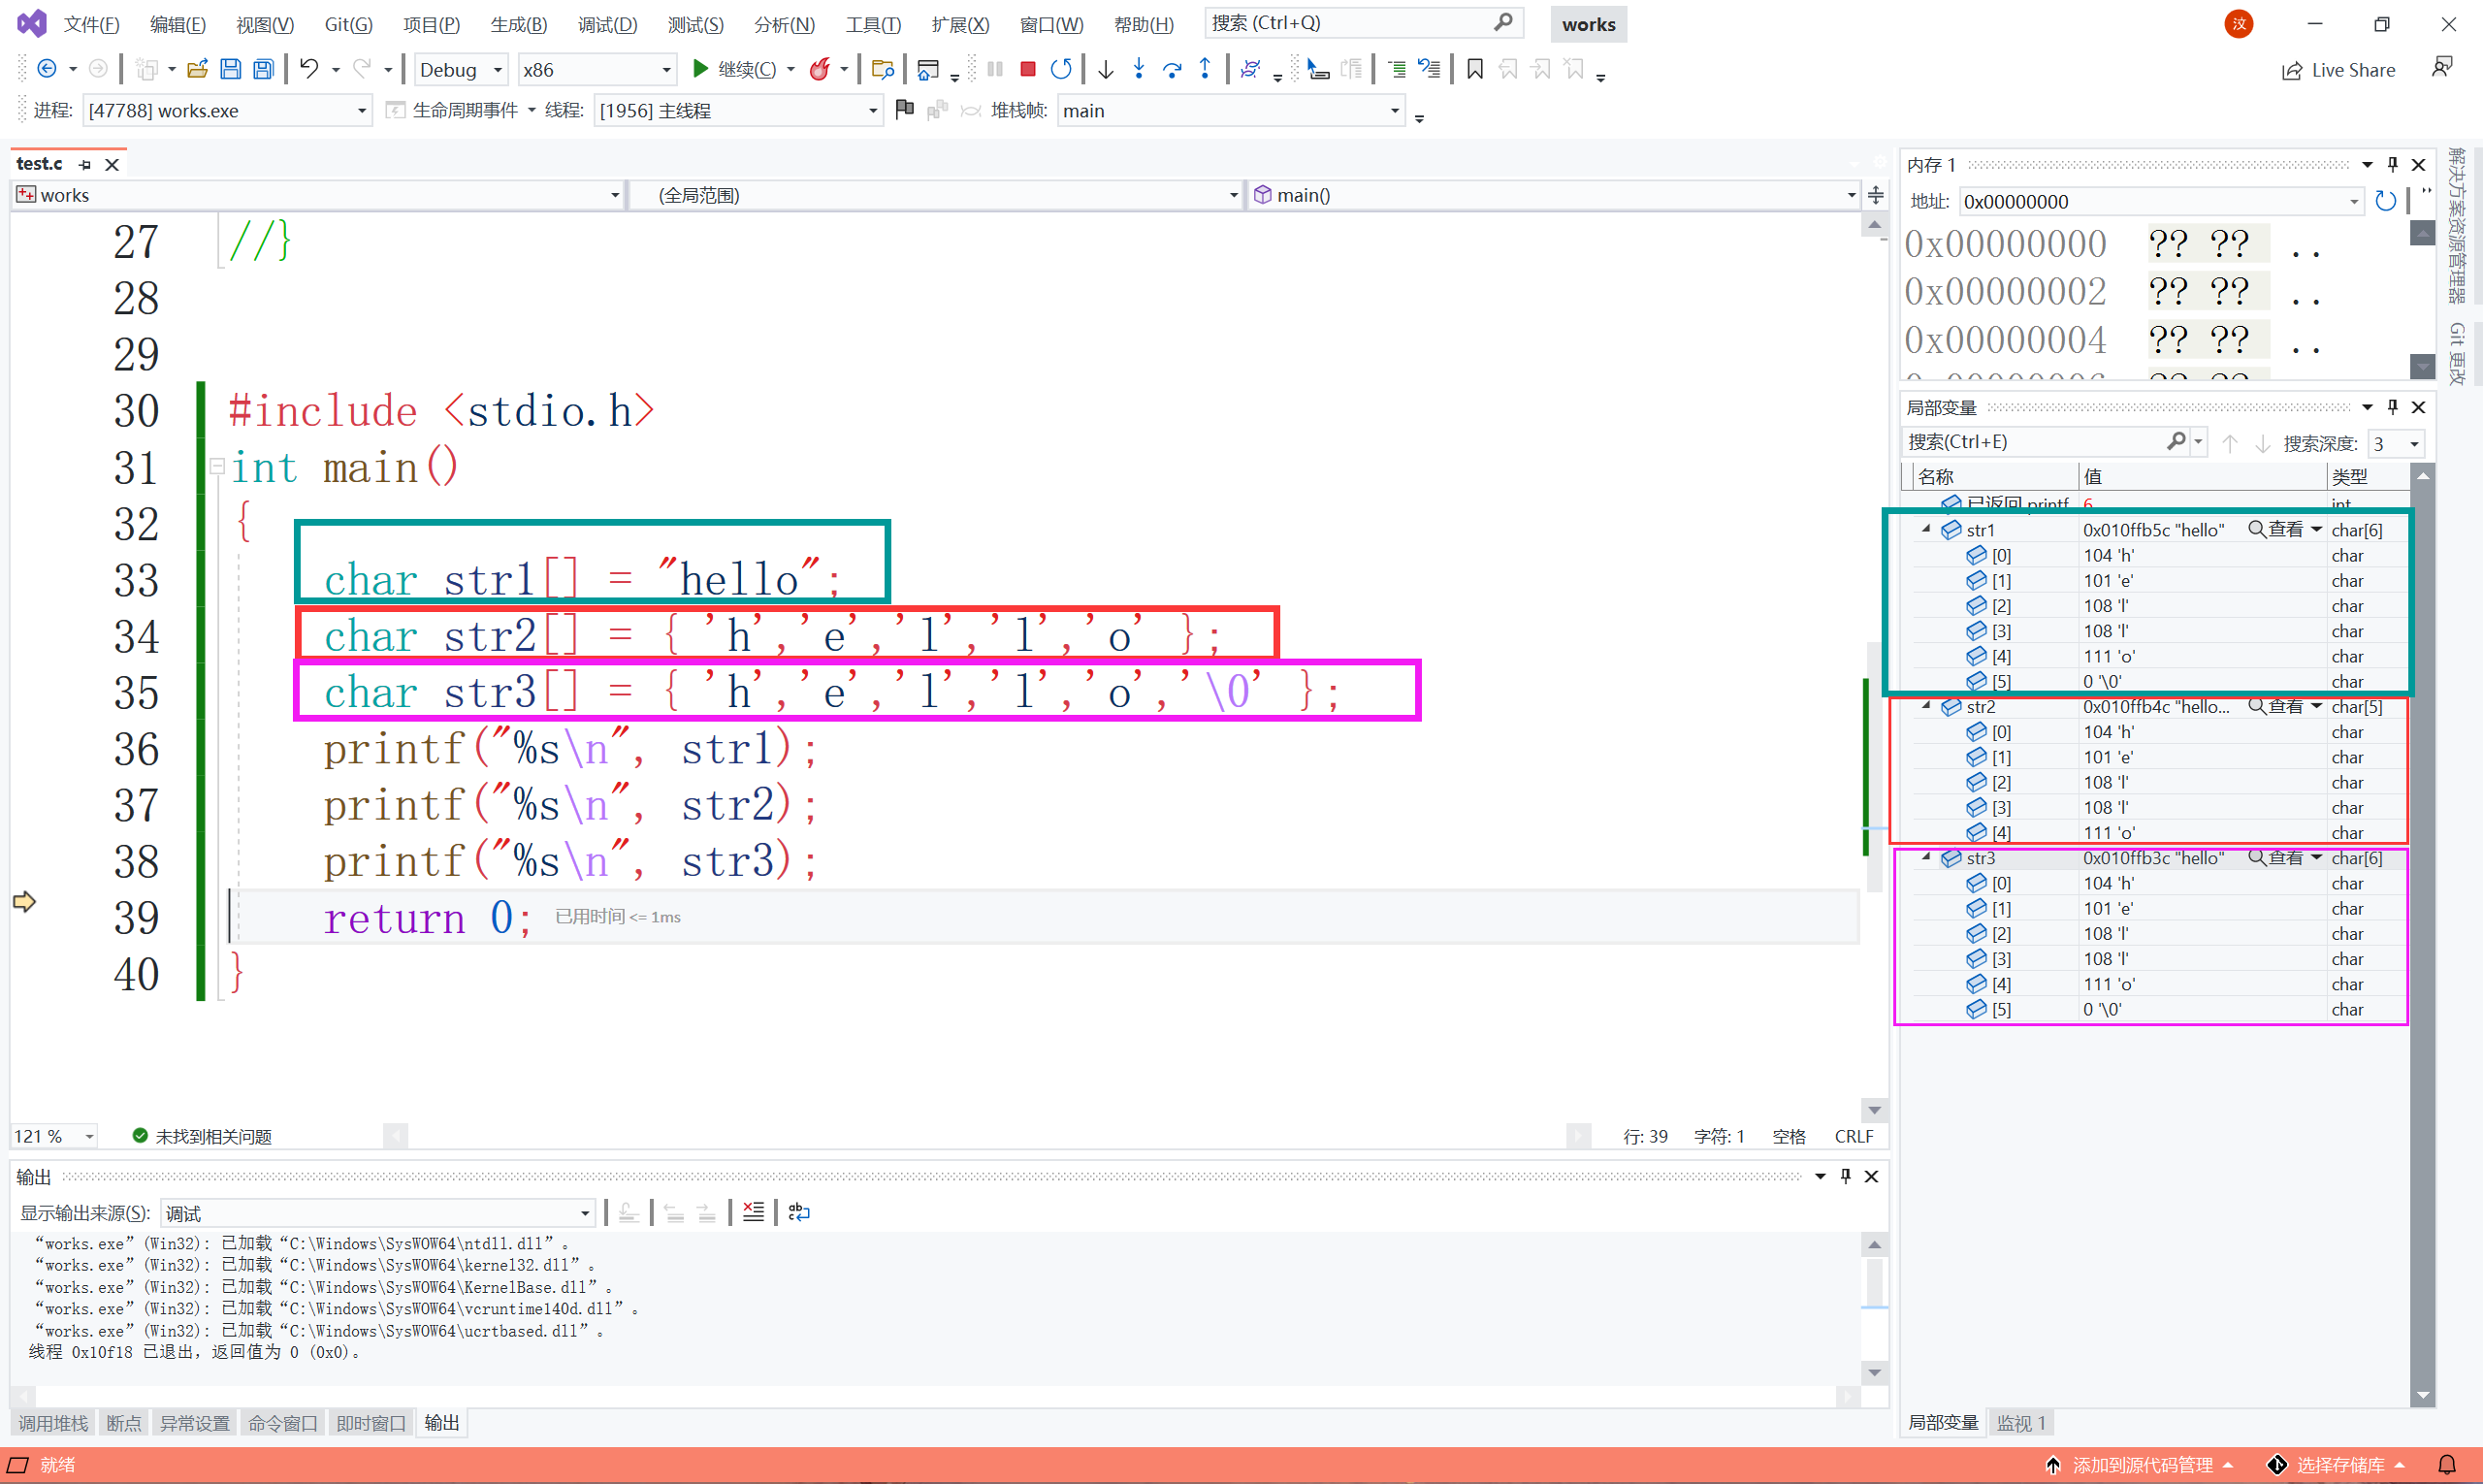 文件(F) 编辑(E) 视图(V) Git(G) 项目(P) 生成(B) 调试(D) 测试(S) 分析(N) 工具(T) 扩展(X) 窗口(W) 帮助(H) 搜索 (Ctrl+Q) works 汶
Debug x86 继续(C) Live Share
进程: [47788] works.exe 生命周期事件 线程: [1956] 主线程 堆栈帧: main
test.c
works (全局范围) main()
27 //}
28
29
30 #include <stdio.h>
31 int main()
32 {
33 char str1[] = "hello";
34 char str2[] = { 'h','e','l','l','o' };
35 char str3[] = { 'h','e','l','l','o','\0' };
36 printf("%s\n", str1);
37 printf("%s\n", str2);
38 printf("%s\n", str3);
39 return 0; 已用时间 <= 1ms
40 }
121 % 未找到相关问题 行: 39 字符: 1 空格 CRLF
输出
显示输出来源(S): 调试
“works.exe”(Win32): 已加载“C:\Windows\SysWOW64\ntdll.dll”。
“works.exe”(Win32): 已加载“C:\Windows\SysWOW64\kernel32.dll”。
“works.exe”(Win32): 已加载“C:\Windows\SysWOW64\KernelBase.dll”。
“works.exe”(Win32): 已加载“C:\Windows\SysWOW64\vcruntime140d.dll”。
“works.exe”(Win32): 已加载“C:\Windows\SysWOW64\ucrtbased.dll”。
线程 0x10f18 已退出，返回值为 0 (0x0)。
调用堆栈 断点 异常设置 命令窗口 即时窗口 输出
内存 1
地址: 0x00000000
0x00000000 ?? ?? ..
0x00000002 ?? ?? ..
0x00000004 ?? ?? ..
0x00000006 ?? ?? ..
局部变量
搜索(Ctrl+E) 搜索深度: 3
名称 值 类型
已返回 printf 6 int
str1 0x010ffb5c "hello" 查看 char[6]
[0] 104 'h' char
[1] 101 'e' char
[2] 108 'l' char
[3] 108 'l' char
[4] 111 'o' char
[5] 0 '\0' char
str2 0x010ffb4c "hello... 查看 char[5]
[0] 104 'h' char
[1] 101 'e' char
[2] 108 'l' char
[3] 108 'l' char
[4] 111 'o' char
str3 0x010ffb3c "hello" 查看 char[6]
[0] 104 'h' char
[1] 101 'e' char
[2] 108 'l' char
[3] 108 'l' char
[4] 111 'o' char
[5] 0 '\0' char
局部变量 监视 1
解决方案资源管理器
Git 更改
就绪 添加到源代码管理 选择存储库